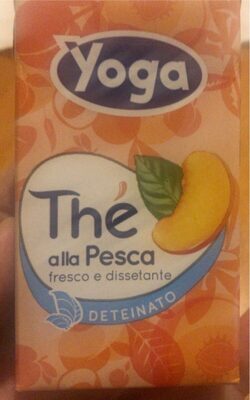 Yoga
Thé
alla Pesca
fresco e dissetante
DETEINATO